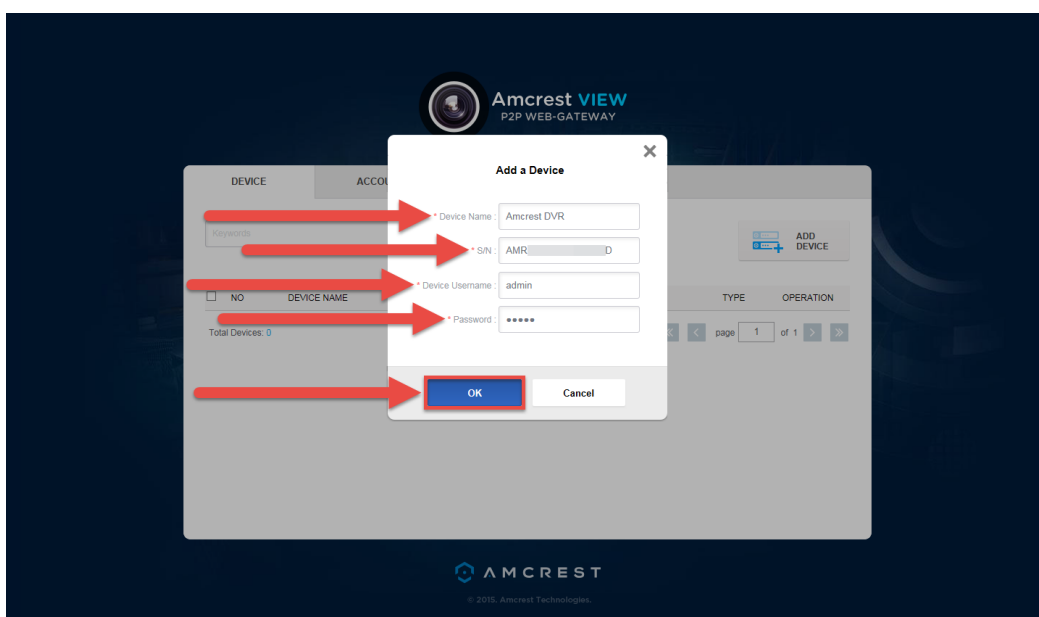 Amcrest VIEW
P2P WEB-GATEWAY
Add a Device
DEVICE
ACCOU
* Device Name : Amcrest DVR
Keywords
ADD
DEVICE
* S/N : AMR D
* Device Username : admin
NO DEVICE NAME TYPE OPERATION
* Password : •••••
Total Devices: 0
page 1 of 1
OK Cancel
AMCREST
© 2015. Amcrest Technologies.